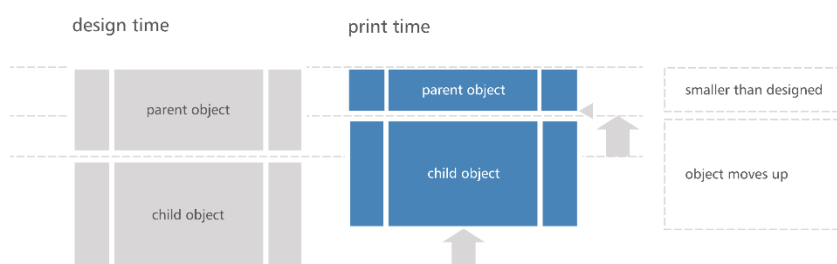 design time
print time
parent object
parent object
smaller than designed
child object
object moves up
child object